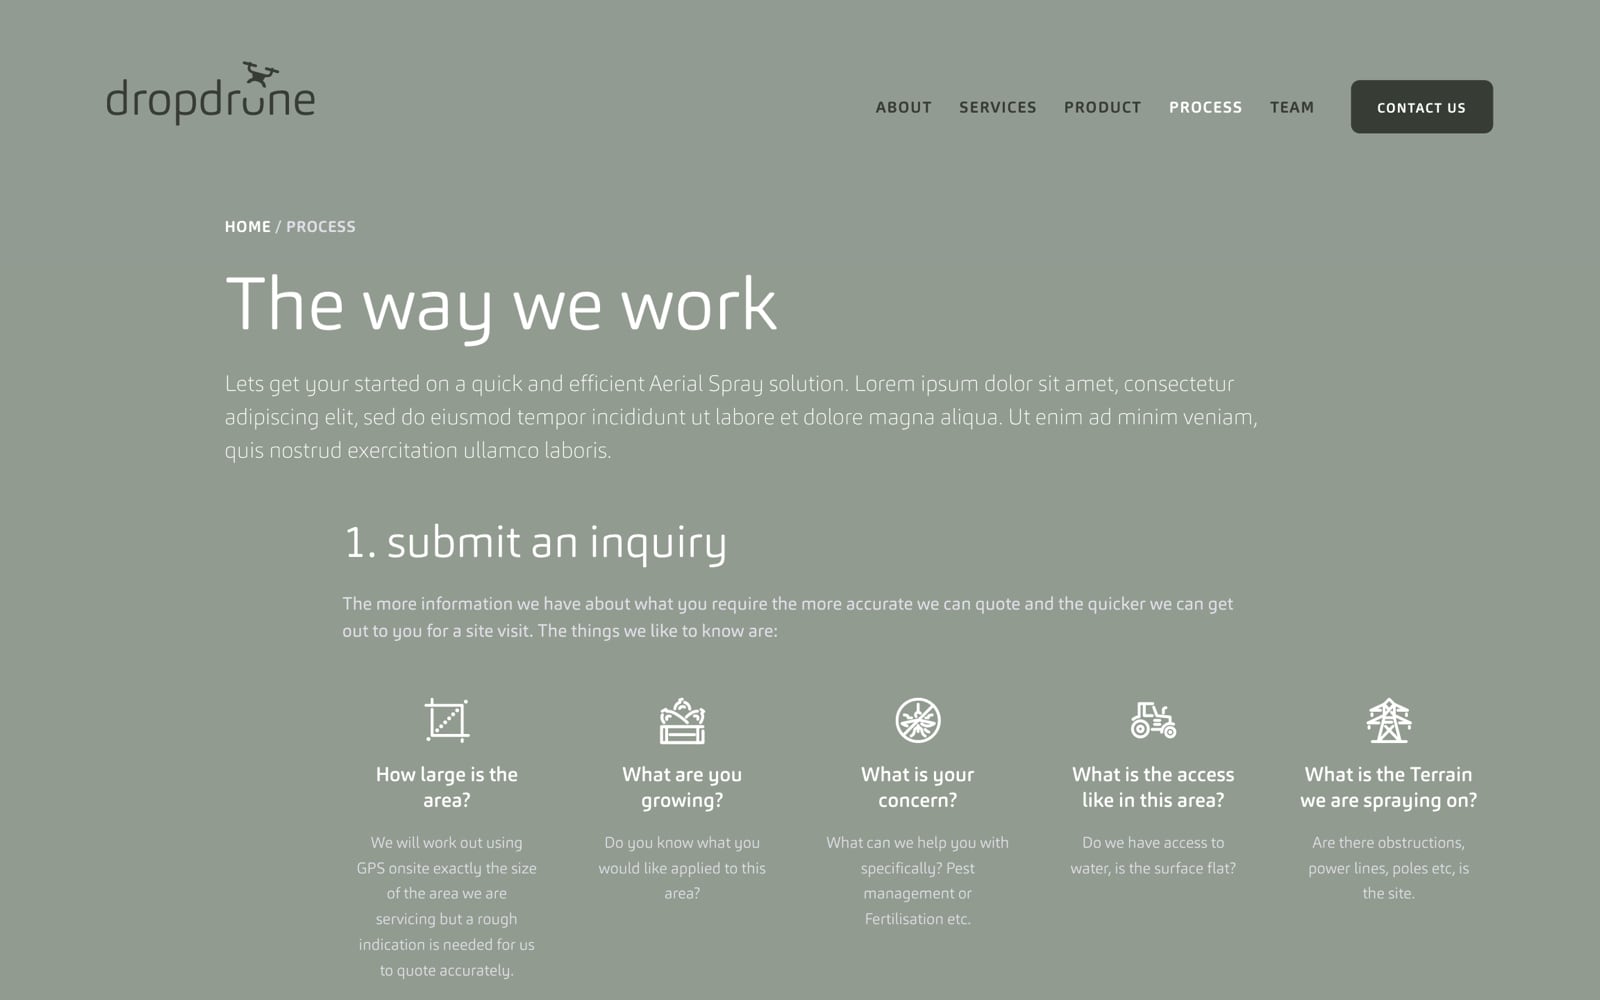 dropdrone
ABOUT SERVICES PRODUCT PROCESS TEAM CONTACT US
HOME / PROCESS
The way we work
Lets get your started on a quick and efficient Aerial Spray solution. Lorem ipsum dolor sit amet, consectetur
adipiscing elit, sed do eiusmod tempor incididunt ut labore et dolore magna aliqua. Ut enim ad minim veniam,
quis nostrud exercitation ullamco laboris.
1. submit an inquiry
The more information we have about what you require the more accurate we can quote and the quicker we can get
out to you for a site visit. The things we like to know are:
How large is the
area?
We will work out using
GPS onsite exactly the size
of the area we are
servicing but a rough
indication is needed for us
to quote accurately.
What are you
growing?
Do you know what you
would like applied to this
area?
What is your
concern?
What can we help you with
specifically? Pest
management or
Fertilisation etc.
What is the access
like in this area?
Do we have access to
water, is the surface flat?
What is the Terrain
we are spraying on?
Are there obstructions,
power lines, poles etc, is
the site.